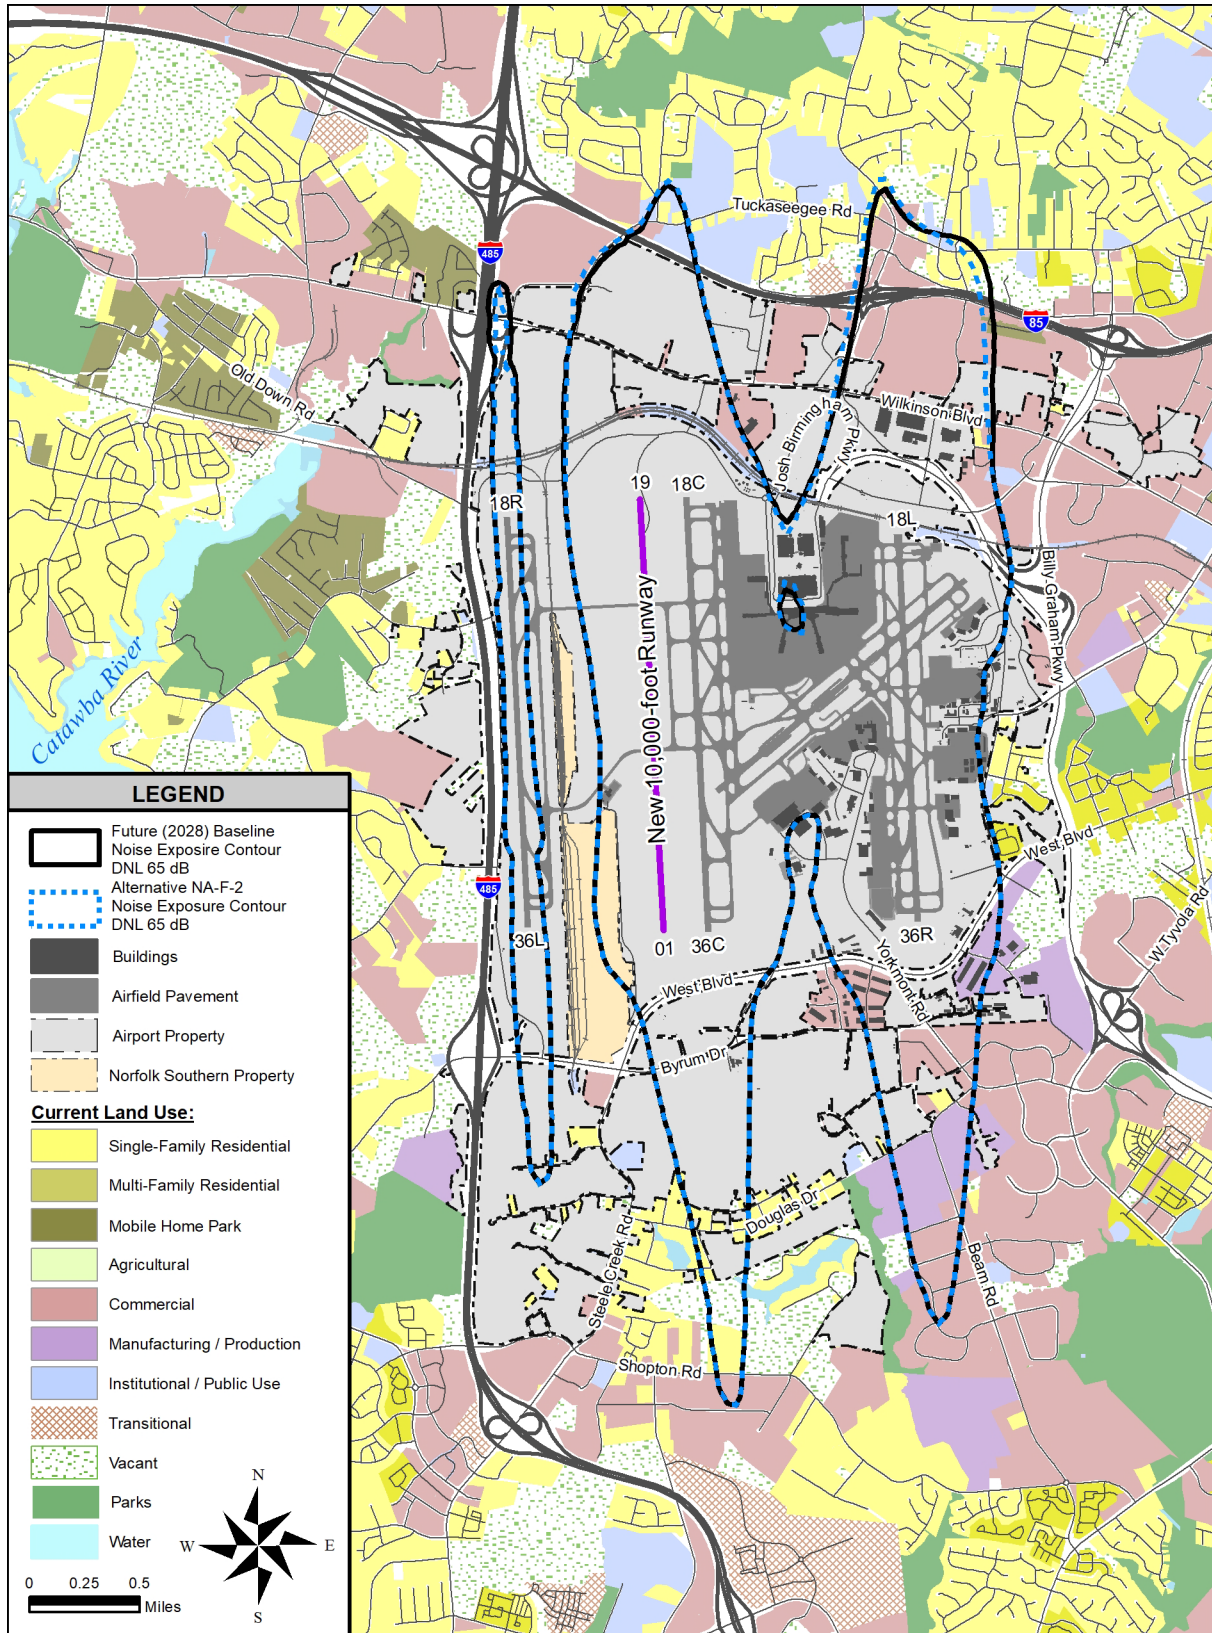 Tuckaseegee Rd
485
85
Old Down Rd
Wilkinson Blvd
Josh Birmingham Pkwy
19
18C
18R
18L
Billy Graham Pkwy
New 10,000-foot Runway
Catawba River
West Blvd
W Tyvola Rd
485
36L
01
36C
36R
Yorkmont Rd
West Blvd
Byrum Dr
Douglas Dr
Steele Creek Rd
Beam Rd
Shopton Rd
LEGEND
Future (2028) Baseline
Noise Exposire Contour
DNL 65 dB
Alternative NA-F-2
Noise Exposure Contour
DNL 65 dB
Buildings
Airfield Pavement
Airport Property
Norfolk Southern Property
Current Land Use:
Single-Family Residential
Multi-Family Residential
Mobile Home Park
Agricultural
Commercial
Manufacturing / Production
Institutional / Public Use
Transitional
Vacant
Parks
Water
N
W
E
S
0 0.25 0.5
Miles